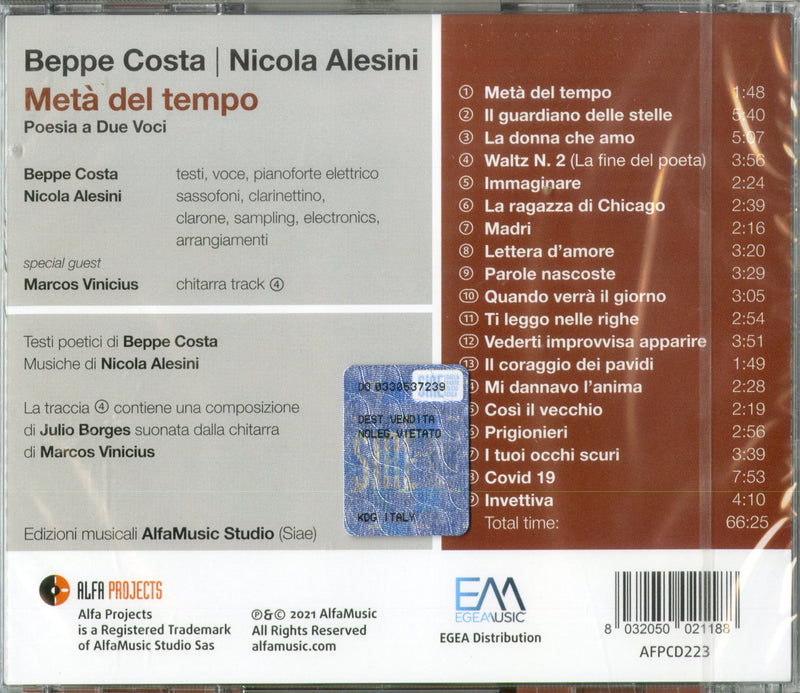 Beppe Costa | Nicola Alesini
Metà del tempo
Poesia a Due Voci
Beppe Costa testi, voce, pianoforte elettrico
Nicola Alesini sassofoni, clarinettino,
clarone, sampling, electronics,
arrangiamenti
special guest
Marcos Vinicius chitarra track ④
Testi poetici di Beppe Costa
Musiche di Nicola Alesini
La traccia ④ contiene una composizione
di Julio Borges suonata dalla chitarra
di Marcos Vinicius
Edizioni musicali AlfaMusic Studio (Siae)
① Metà del tempo 1:48
② Il guardiano delle stelle 5:40
③ La donna che amo 5:07
④ Waltz N. 2 (La fine del poeta) 3:56
⑤ Immaginare 2:24
⑥ La ragazza di Chicago 2:39
⑦ Madri 2:16
⑧ Lettera d'amore 3:20
⑨ Parole nascoste 3:29
⑩ Quando verrà il giorno 3:05
⑪ Ti leggo nelle righe 2:54
⑫ Vederti improvvisa apparire 3:51
⑬ Il coraggio dei pavidi 1:49
Mi dannavo l'anima 2:28
Così il vecchio 2:19
Prigionieri 2:56
I tuoi occhi scuri 3:39
Covid 19 7:53
Invettiva 4:10
Total time: 66:25
SIAE
DG 0330537239
DEST.VENDITA
NOLEG.VIETATO
KDG ITALY
ALFA PROJECTS
Alfa Projects
is a Registered Trademark
of AlfaMusic Studio Sas
℗&© 2021 AlfaMusic
All Rights Reserved
alfamusic.com
EM
EGEAMUSIC
EGEA Distribution
8 032050 021188
AFPCD223